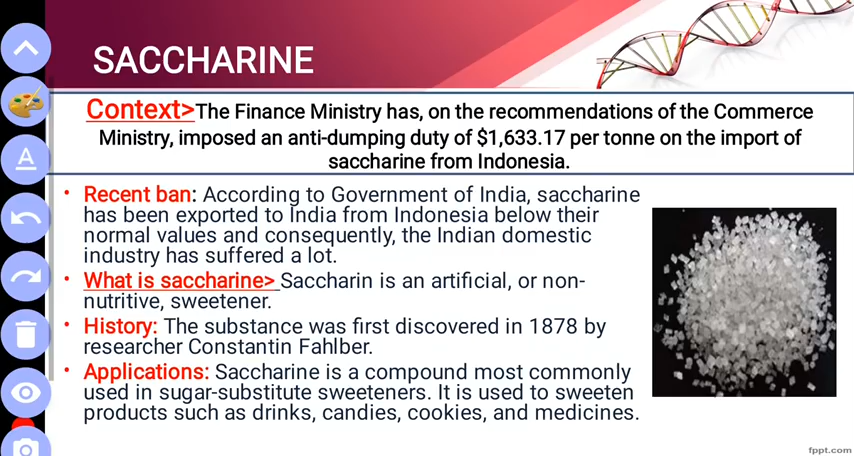 SACCHARINE
Context>The Finance Ministry has, on the recommendations of the Commerce
Ministry, imposed an anti-dumping duty of $1,633.17 per tonne on the import of
saccharine from Indonesia.
• Recent ban: According to Government of India, saccharine
has been exported to India from Indonesia below their
normal values and consequently, the Indian domestic
industry has suffered a lot.
• What is saccharine> Saccharin is an artificial, or non-
nutritive, sweetener.
• History: The substance was first discovered in 1878 by
researcher Constantin Fahlber.
• Applications: Saccharine is a compound most commonly
used in sugar-substitute sweeteners. It is used to sweeten
products such as drinks, candies, cookies, and medicines.
A
fppt.com